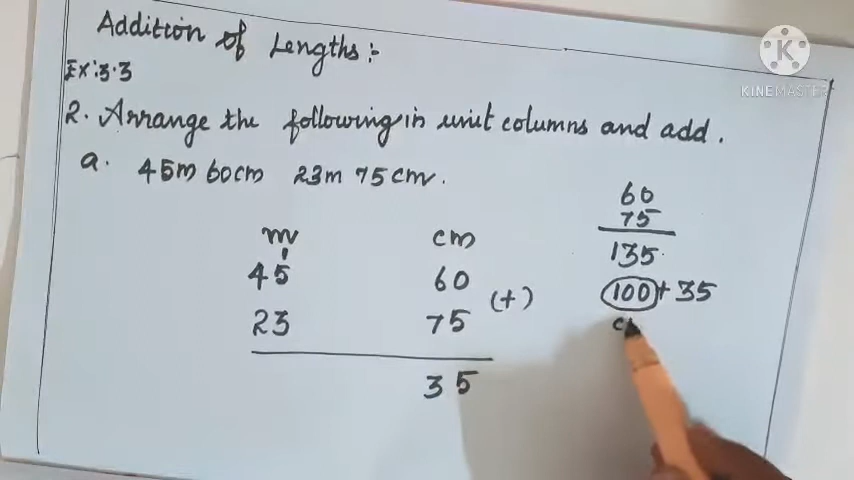 Addition of Lengths:-
Ex:3.3
2. Arrange the following in unit columns and add.
a. 45m 60cm 23m 75cm.
m cm
1
45 60
23 75 (+)
35
60
75
135
100 + 35
K
KINEMASTER